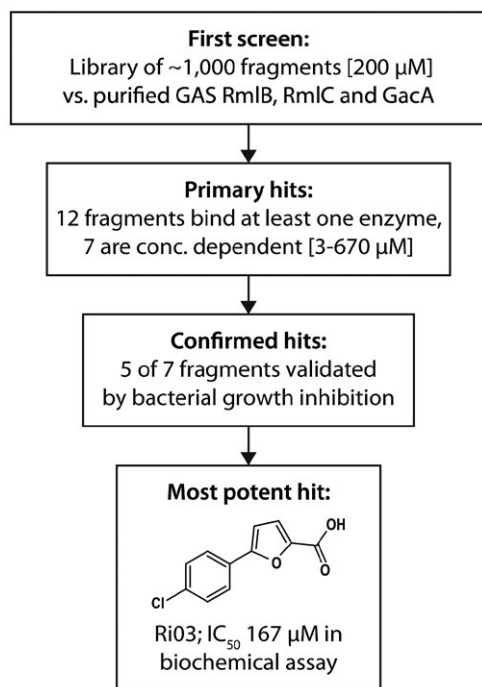 First screen:
Library of ~1,000 fragments [200 µM]
vs. purified GAS RmlB, RmlC and GacA
Primary hits:
12 fragments bind at least one enzyme,
7 are conc. dependent [3-670 µM]
Confirmed hits:
5 of 7 fragments validated
by bacterial growth inhibition
Most potent hit:
OH
O
O
Cl
Ri03; IC50 167 µM in
biochemical assay